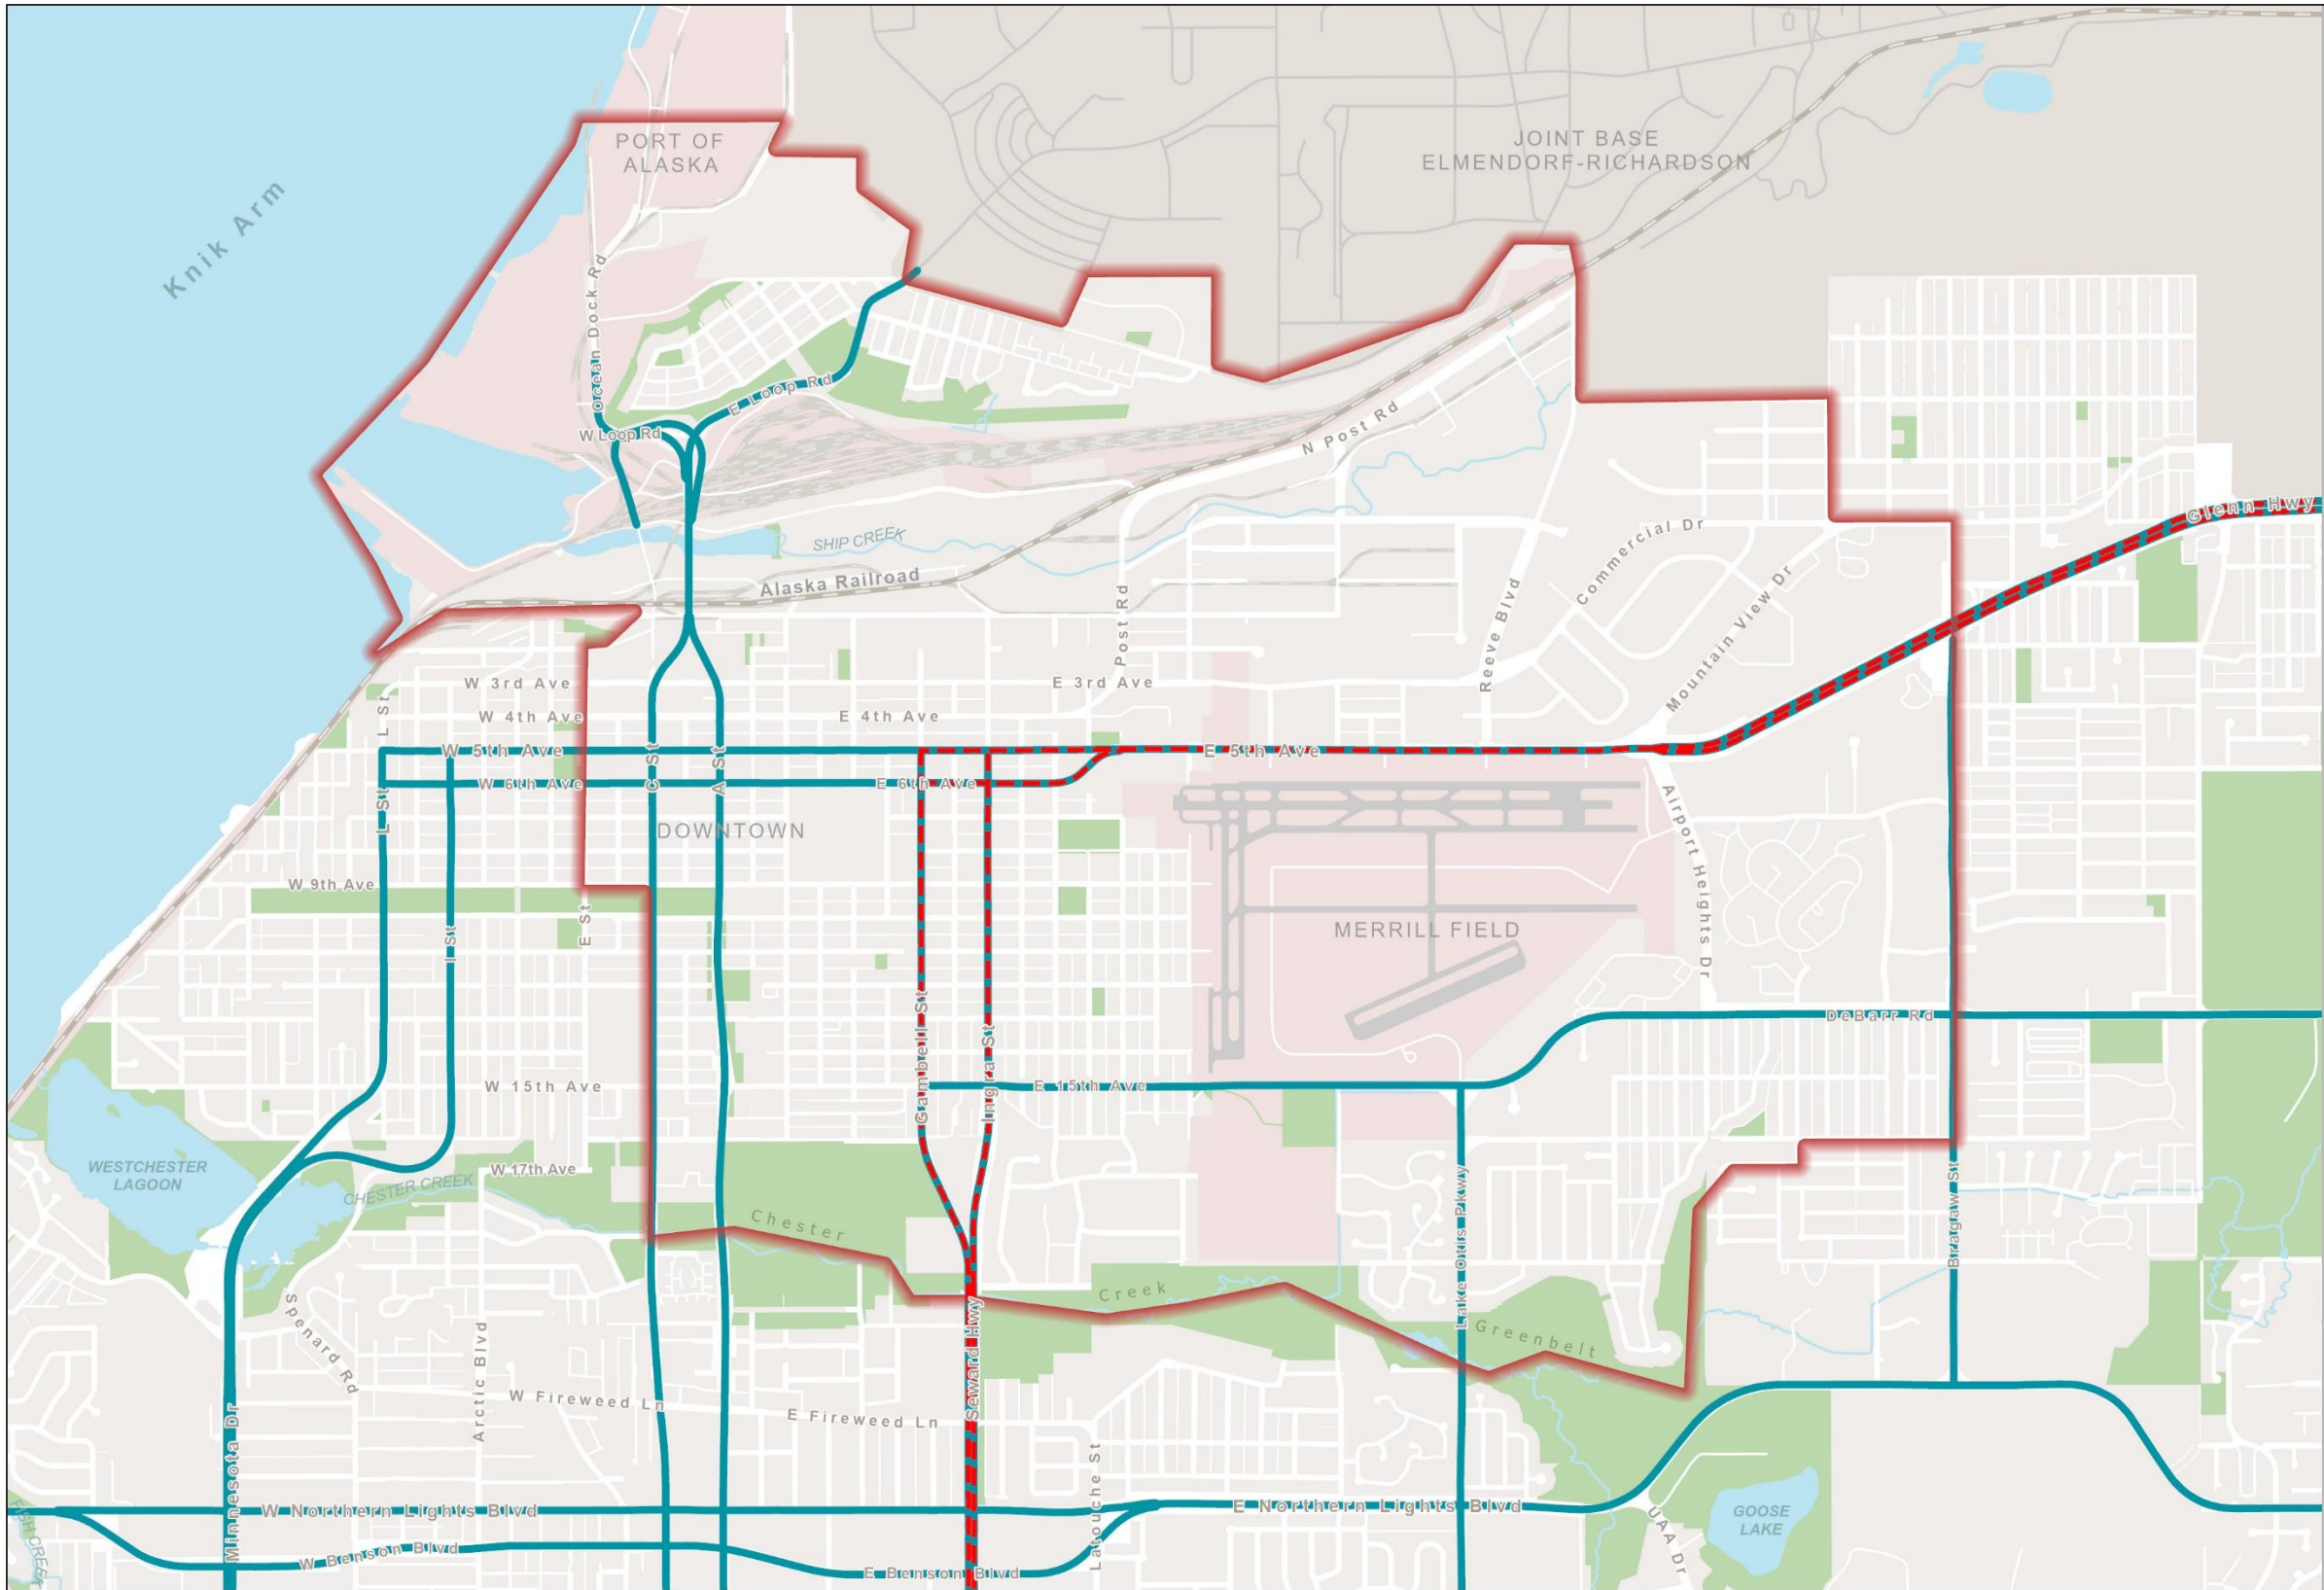 PORT OF
ALASKA
JOINT BASE
ELMENDORF-RICHARDSON
Knik Arm
Ocean Dock Rd
E Loop Rd
W Loop Rd
N Post Rd
Glenn Hwy
SHIP CREEK
Commercial Dr
Alaska Railroad
Post Rd
Reeve Blvd
Mountain View Dr
W 3rd Ave
E 3rd Ave
L St
W 4th Ave
E 4th Ave
W 5th Ave
C St
A St
E 5th Ave
W 6th Ave
E 6th Ave
L St
DOWNTOWN
Airport Heights Dr
W 9th Ave
E St
I St
MERRILL FIELD
Gambell St
Ingra St
DeBarr Rd
W 15th Ave
E 15th Ave
WESTCHESTER
LAGOON
W 17th Ave
CHESTER CREEK
Chester
Creek
Greenbelt
Lake Otis Pkwy
Bragaw St
Spenard Rd
Arctic Blvd
Seward Hwy
W Fireweed Ln
E Fireweed Ln
Minnesota Dr
Latouche St
W Northern Lights Blvd
E Northern Lights Blvd
UAA Dr
GOOSE
LAKE
W Benson Blvd
E Benson Blvd
CREEK